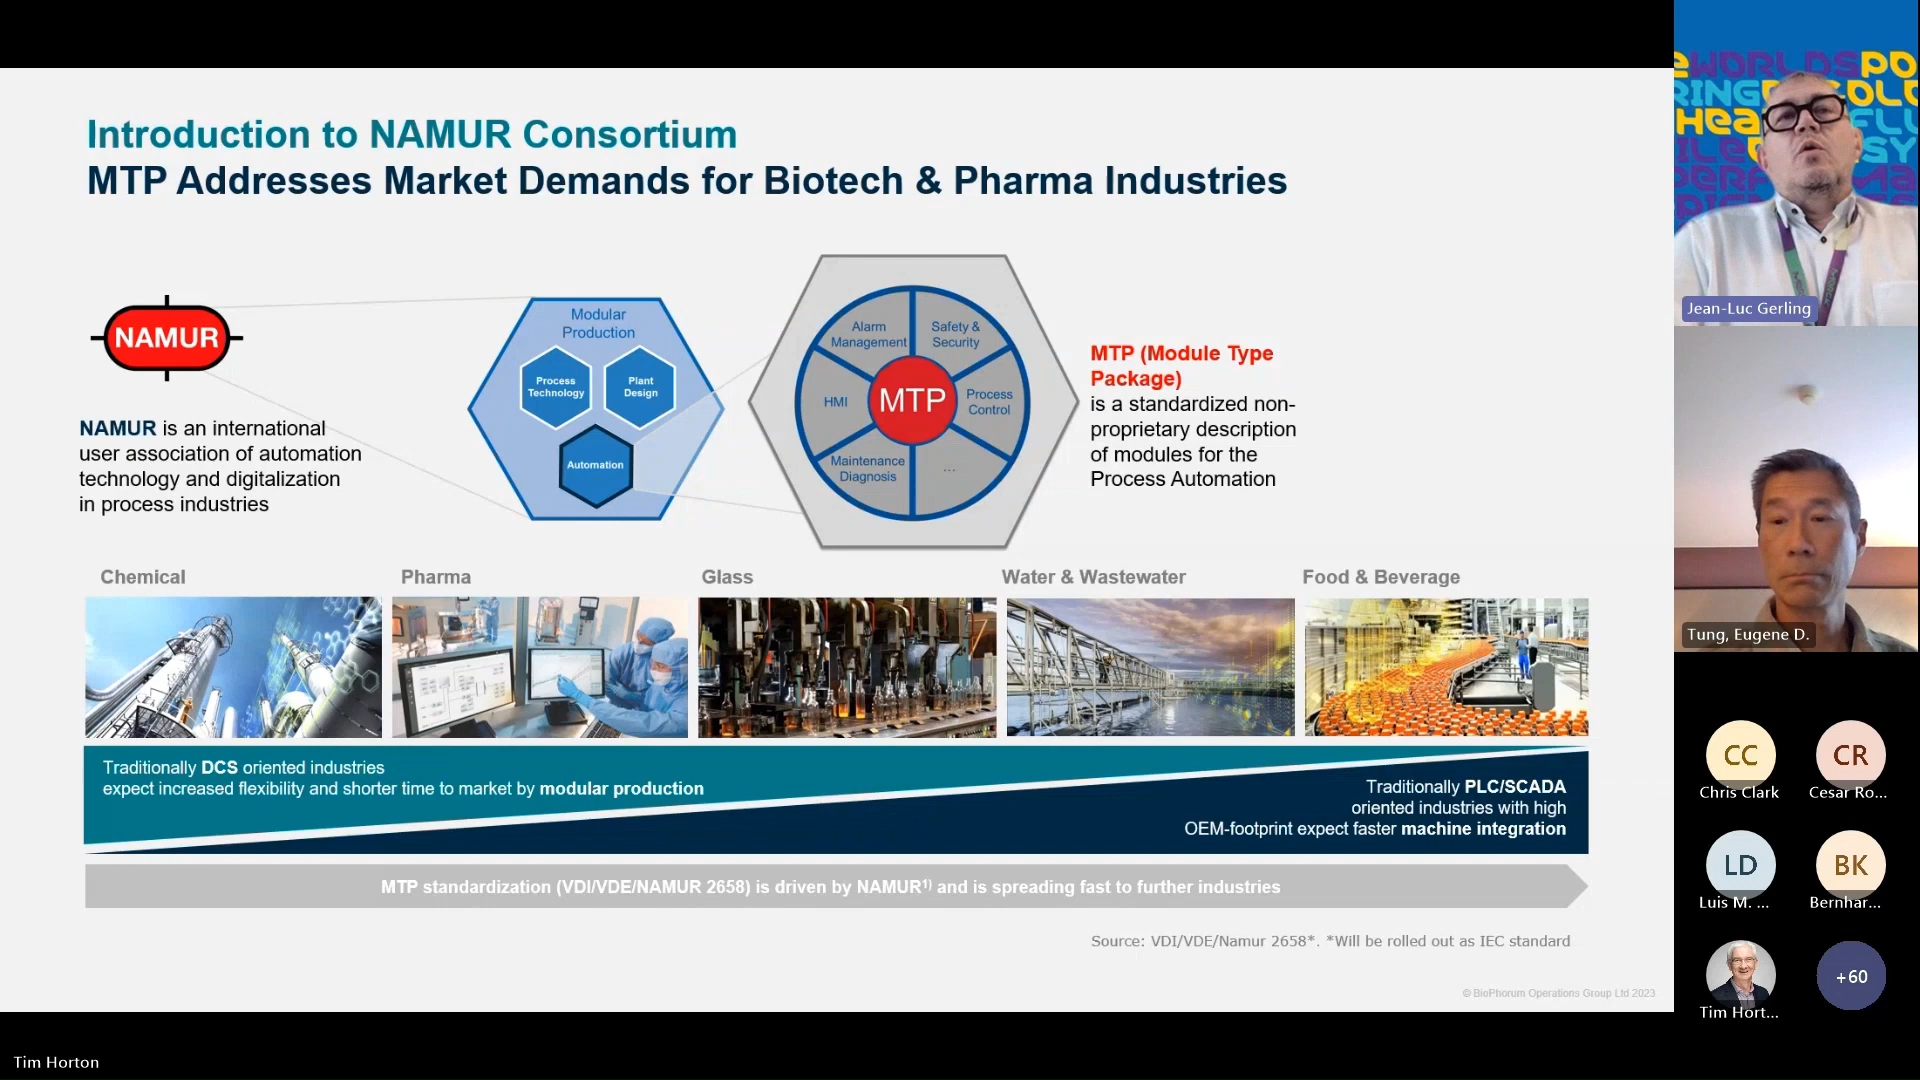 Introduction to NAMUR Consortium
MTP Addresses Market Demands for Biotech & Pharma Industries
NAMUR
NAMUR is an international
user association of automation
technology and digitalization
in process industries
Modular
Production
Process
Technology
Plant
Design
Automation
Alarm
Management
Safety &
Security
HMI
MTP
Process
Control
Maintenance
Diagnosis
...
MTP (Module Type
Package)
is a standardized non-
proprietary description
of modules for the
Process Automation
Chemical
Pharma
Glass
Water & Wastewater
Food & Beverage
Traditionally DCS oriented industries
expect increased flexibility and shorter time to market by modular production
Traditionally PLC/SCADA
oriented industries with high
OEM-footprint expect faster machine integration
MTP standardization (VDI/VDE/NAMUR 2658) is driven by NAMUR1) and is spreading fast to further industries
Source: VDI/VDE/Namur 2658*. *Will be rolled out as IEC standard
© BioPhorum Operations Group Ltd 2023
Tim Horton
Jean-Luc Gerling
Tung, Eugene D.
CC
Chris Clark
CR
Cesar Ro...
LD
Luis M. ...
BK
Bernhar...
Tim Hort...
+60